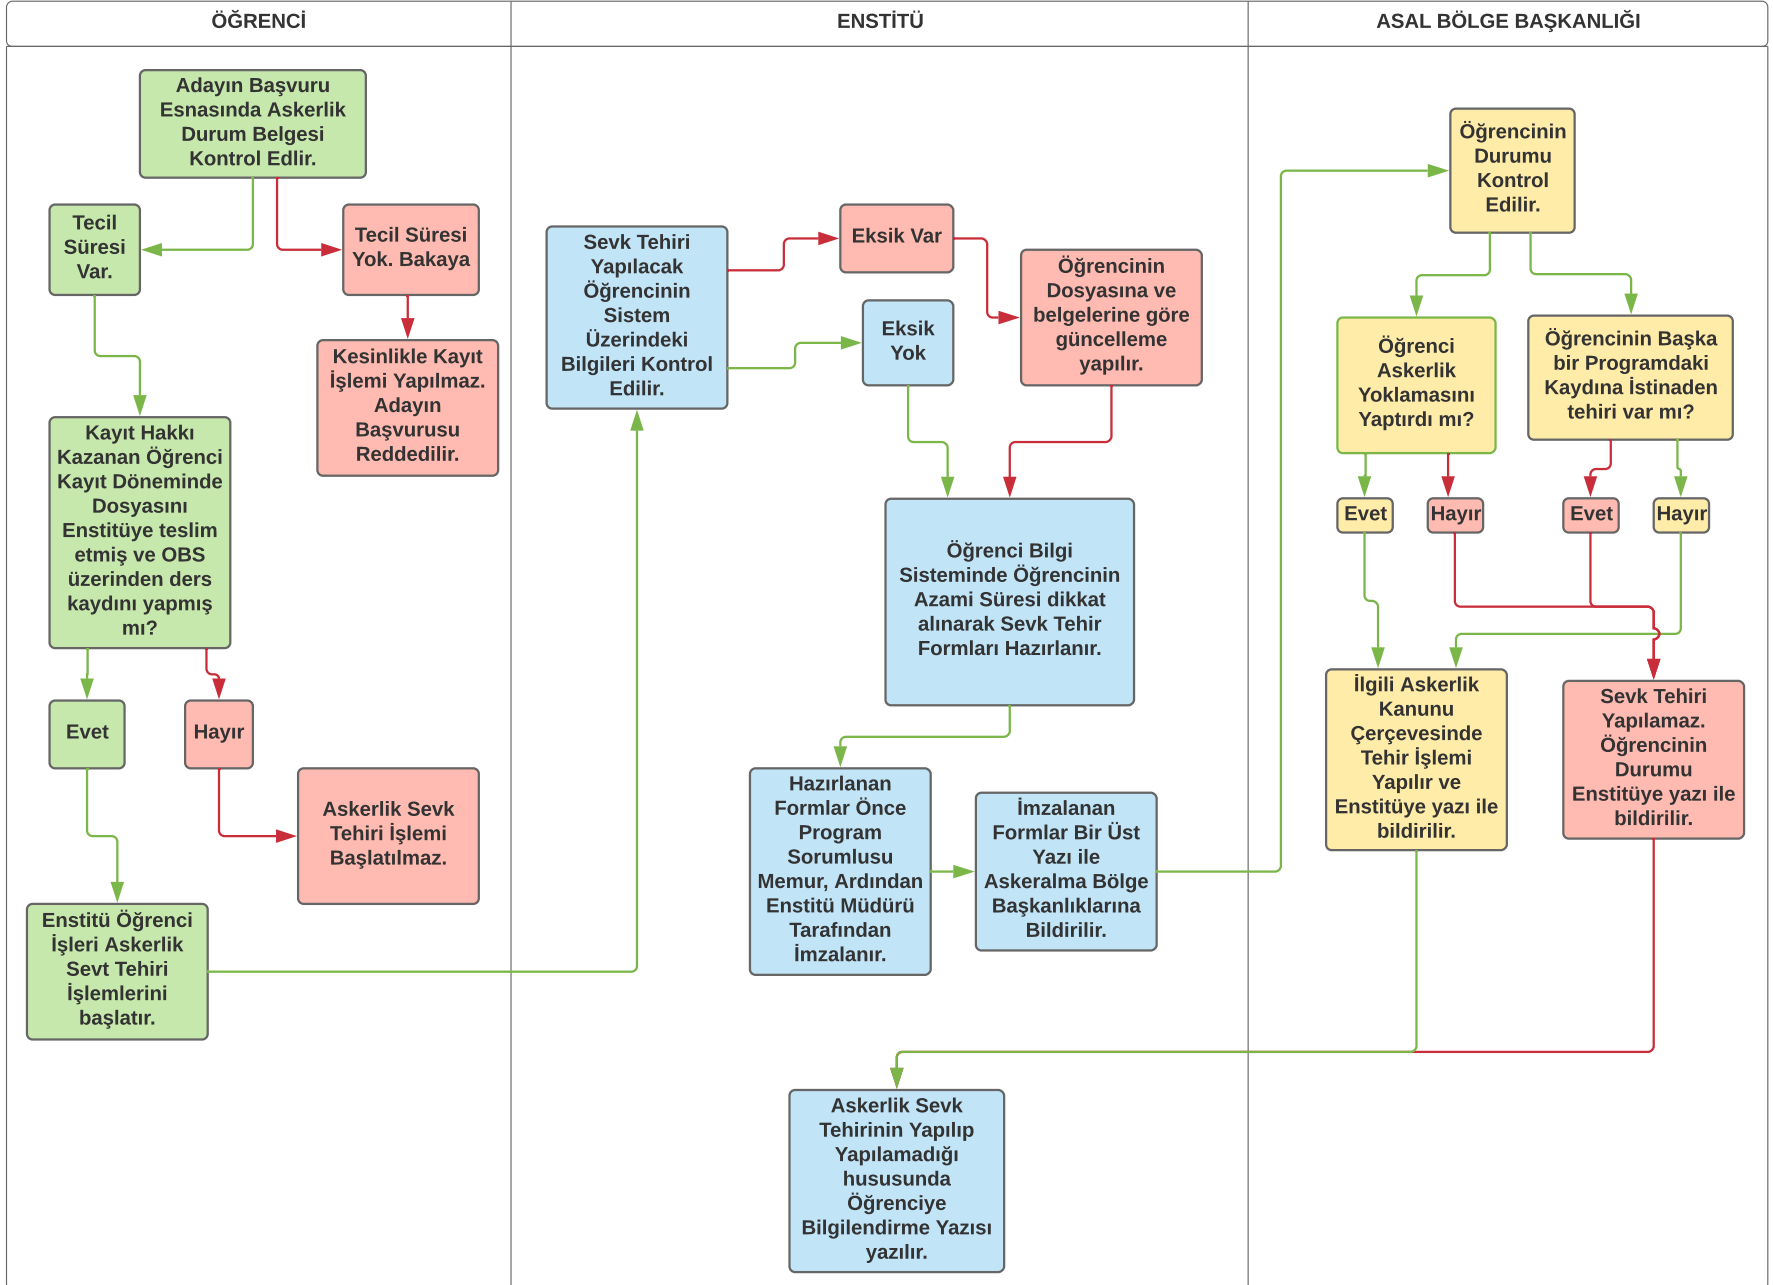 ÖĞRENCİ
ENSTİTÜ
ASAL BÖLGE BAŞKANLIĞI
Adayın Başvuru
Esnasında Askerlik
Durum Belgesi
Kontrol Edlir.
Tecil
Süresi
Var.
Tecil Süresi
Yok. Bakaya
Kesinlikle Kayıt
İşlemi Yapılmaz.
Adayın
Başvurusu
Reddedilir.
Kayıt Hakkı
Kazanan Öğrenci
Kayıt Döneminde
Dosyasını
Enstitüye teslim
etmiş ve OBS
üzerinden ders
kaydını yapmış
mı?
Evet
Hayır
Askerlik Sevk
Tehiri İşlemi
Başlatılmaz.
Enstitü Öğrenci
İşleri Askerlik
Sevt Tehiri
İşlemlerini
başlatır.
Sevk Tehiri
Yapılacak
Öğrencinin
Sistem
Üzerindeki
Bilgileri Kontrol
Edilir.
Eksik Var
Eksik
Yok
Öğrencinin
Dosyasına ve
belgelerine göre
güncelleme
yapılır.
Öğrenci Bilgi
Sisteminde Öğrencinin
Azami Süresi dikkat
alınarak Sevk Tehir
Formları Hazırlanır.
Hazırlanan
Formlar Önce
Program
Sorumlusu
Memur, Ardından
Enstitü Müdürü
Tarafından
İmzalanır.
İmzalanan
Formlar Bir Üst
Yazı ile
Askeralma Bölge
Başkanlıklarına
Bildirilir.
Öğrencinin
Durumu
Kontrol
Edilir.
Öğrenci
Askerlik
Yoklamasını
Yaptırdı mı?
Öğrencinin Başka
bir Programdaki
Kaydına İstinaden
tehiri var mı?
Evet
Hayır
Evet
Hayır
İlgili Askerlik
Kanunu
Çerçevesinde
Tehir İşlemi
Yapılır ve
Enstitüye yazı ile
bildirilir.
Sevk Tehiri
Yapılamaz.
Öğrencinin
Durumu
Enstitüye yazı ile
bildirilir.
Askerlik Sevk
Tehirinin Yapılıp
Yapılamadığı
hususunda
Öğrenciye
Bilgilendirme Yazısı
yazılır.